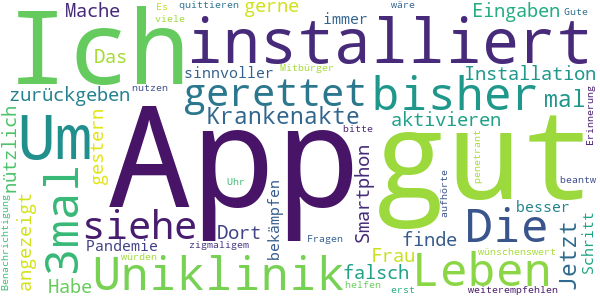 Ich
Mache
quittieren
Es
viele
gerne
immer
wäre
Eingaben
Gute
Das
installiert
sinnvoller
Mitbürger
Installation
zurückgeben
nutzen
gerettet
bisher
mal
Krankenakte
aktivieren
Erinnerung
Um
App
gut
bitte
nützlich
gestern
3mal
siehe
Uhr
Smartphon
penetrant
beantw
aufhörte
besser
Die
Benachrichtigung
angezeigt
Pandemie
zigmaligem
Dort
bekämpfen
Fragen
finde
wünschenswert
Jetzt
Schritt
Habe
Uniklinik
würden
Frau
falsch
helfen
erst
Leben
weiterempfehlen